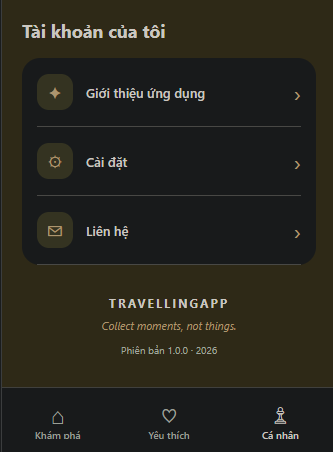 Tài khoản của tôi
Giới thiệu ứng dụng
Cài đặt
Liên hệ
TRAVELLINGAPP
Collect moments, not things.
Phiên bản 1.0.0 · 2026
Khám phá
Yêu thích
Cá nhân